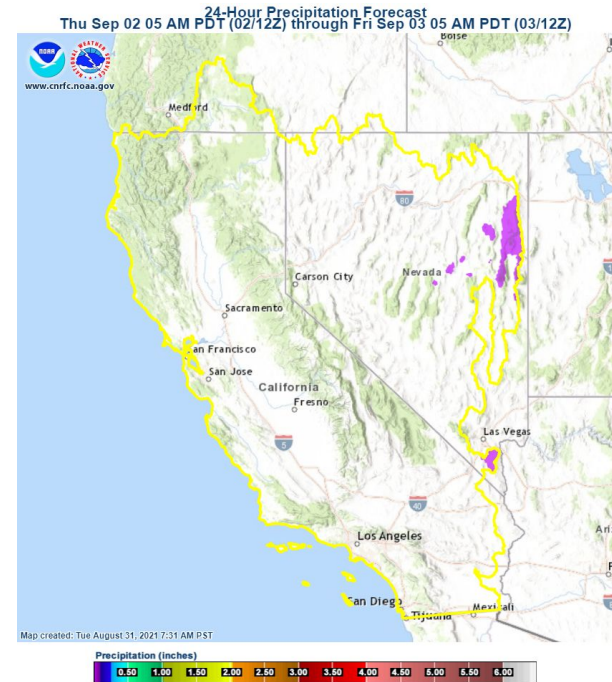 24-Hour Precipitation Forecast
Thu Sep 02 05 AM PDT (02/12Z) through Fri Sep 03 05 AM PDT (03/12Z)
NOAA
www.cnrfc.noaa.gov
Boise
Medford
80
Carson City
Nevada
Sacramento
an Francisco
San Jose
California
Fresno
Las Vegas
5
40
Ari
Los Angeles
San Diego
Tijuana
Mexicali
Map created: Tue August 31, 2021 7:31 AM PST
Precipitation (inches)
0.50 1.00 1.50 2.00 2.50 3.00 3.50 4.00 4.50 5.00 5.50 6.00